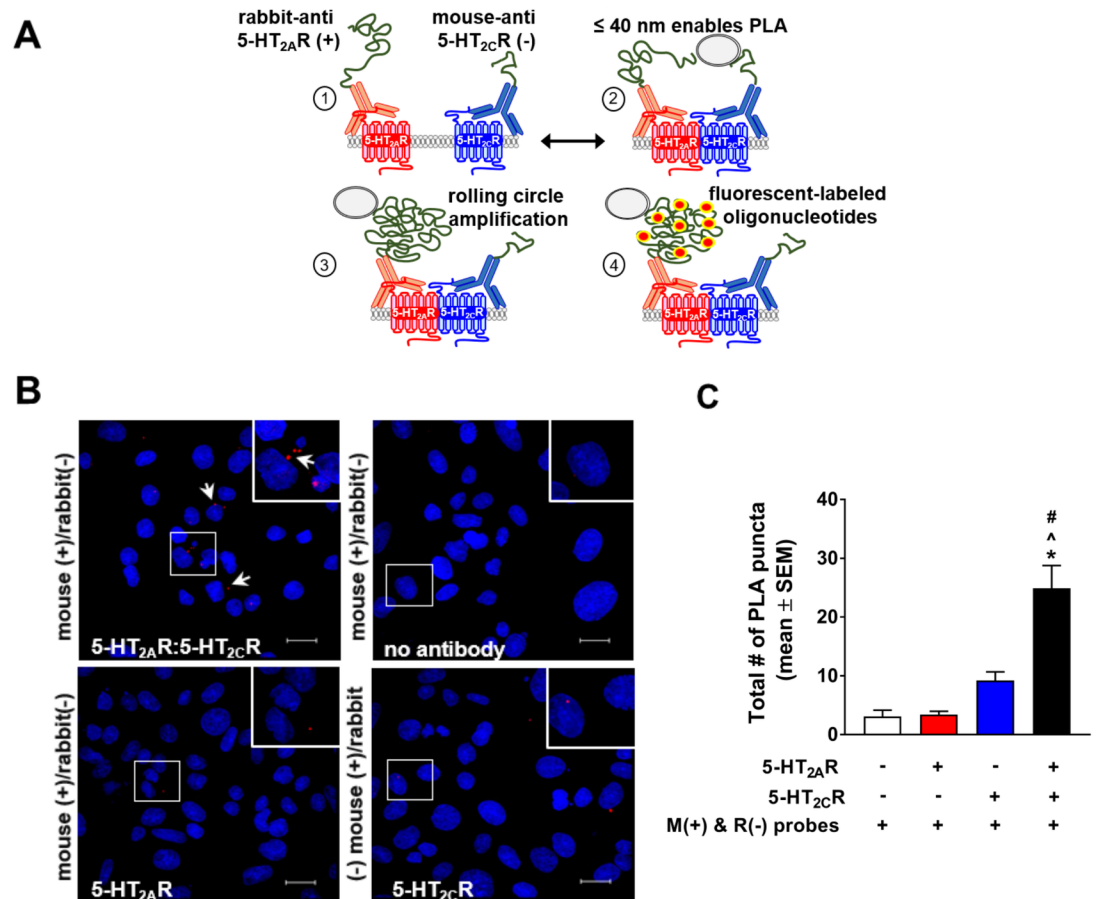 A
rabbit-anti
5-HT2AR (+)
mouse-anti
5-HT2CR (-)
≤ 40 nm enables PLA
1
5-HT2AR
5-HT2CR
2
5-HT2AR
5-HT2CR
rolling circle
amplification
3
5-HT2AR
5-HT2CR
fluorescent-labeled
oligonucleotides
4
5-HT2AR
5-HT2CR
B
mouse (+)/rabbit(-)
5-HT2AR:5-HT2CR
no antibody
mouse (+)/rabbit(-)
5-HT2AR
(-) mouse (+)/rabbit
5-HT2CR
C
Total # of PLA puncta
(mean ± SEM)
40
30
20
10
0
#
^
*
5-HT2AR - + - +
5-HT2CR - - + +
M(+) & R(-) probes + + + +